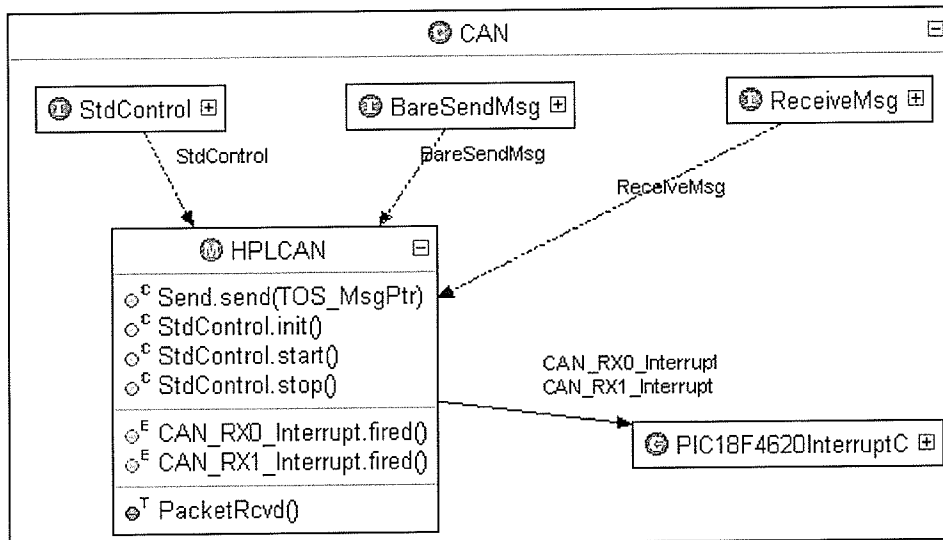 CAN
StdControl
BareSendMsg
ReceiveMsg
StdControl
BareSendMsg
ReceiveMsg
HPLCAN
C Send.send(TOS_MsgPtr)
C StdControl.init()
C StdControl.start()
C StdControl.stop()
CAN_RX0_Interrupt
CAN_RX1_Interrupt
E CAN_RX0_Interrupt.fired()
E CAN_RX1_Interrupt.fired()
PIC18F4620InterruptC
T PacketRcvd()